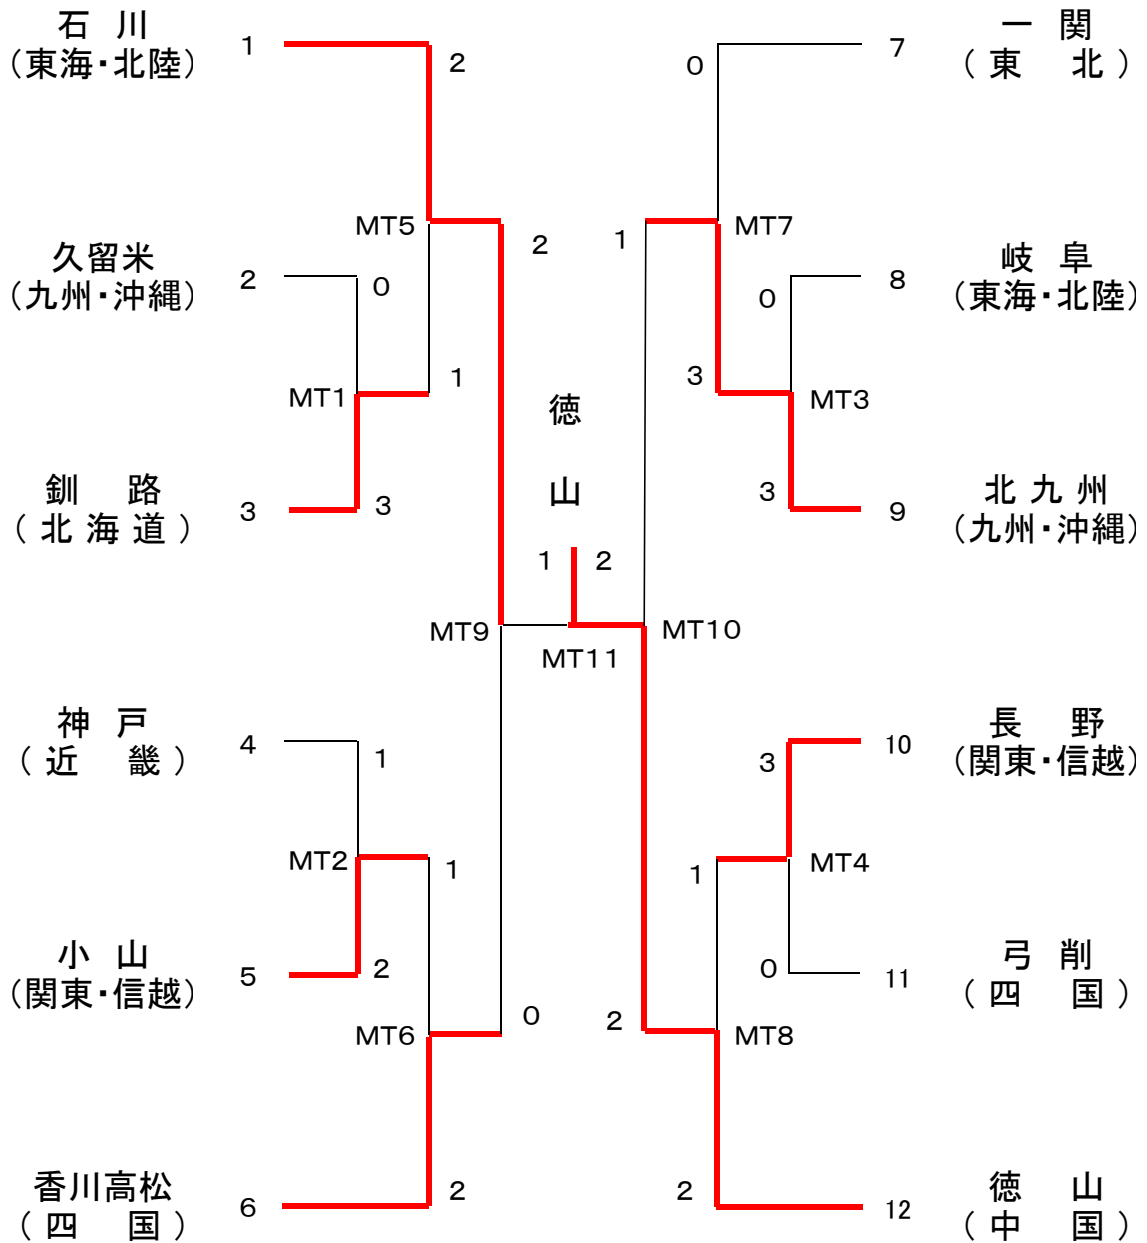 石 川
(東海・北陸)
1
2
一 関
(東 北)
7
0
MT5
MT7
久留米
(九州・沖縄)
2
0
2
1
岐 阜
(東海・北陸)
8
0
MT1
1
3
MT3
徳
山
釧 路
(北海道)
3
3
北九州
(九州・沖縄)
9
3
1
2
MT9
MT11
MT10
神 戸
(近 畿)
4
1
長 野
(関東・信越)
10
3
MT2
1
1
MT4
小 山
(関東・信越)
5
2
弓 削
(四 国)
11
0
MT6
0
2
MT8
香川高松
(四 国)
6
2
徳 山
(中 国)
12
2